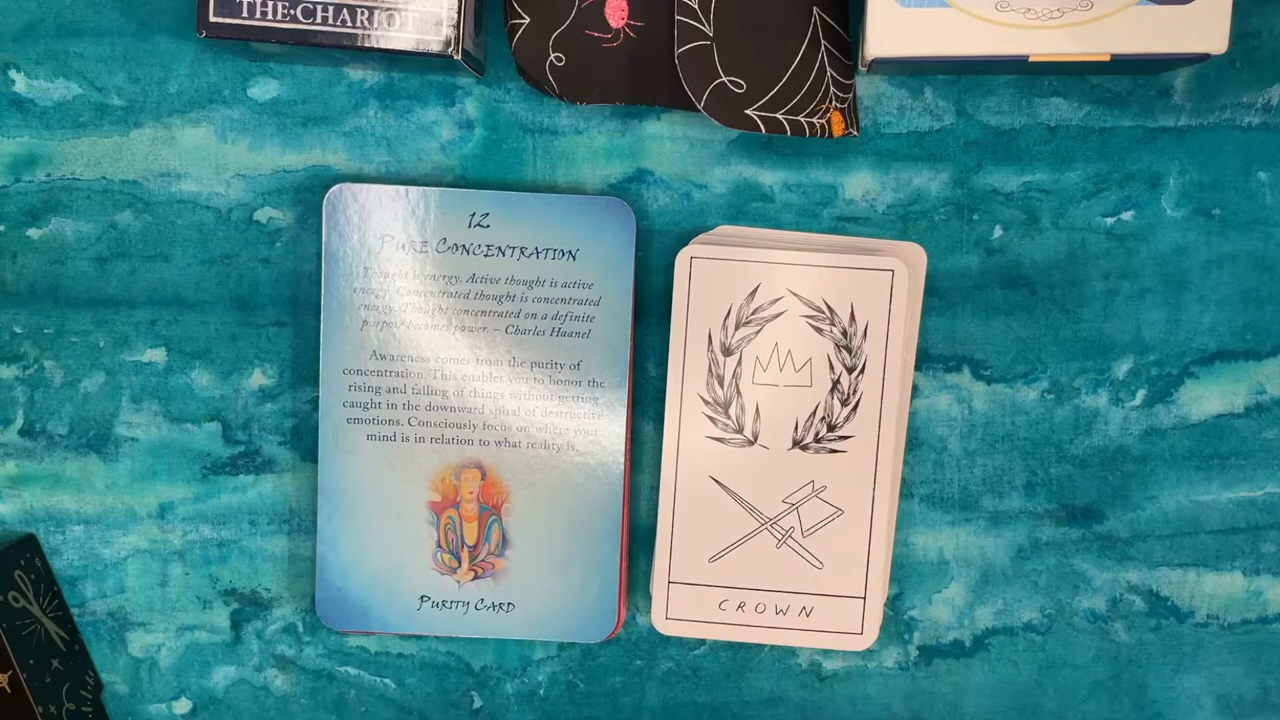 THE·CHARIOT
12
PURE CONCENTRATION
Thought is energy. Active thought is active
energy. Concentrated thought is concentrated
energy. Thought concentrated on a definite
purpose becomes power. – Charles Haanel
Awareness comes from the purity of
concentration. This enables you to honor the
rising and falling of things without getting
caught in the downward spiral of destructive
emotions. Consciously focus on where your
mind is in relation to what reality is.
PURITY CARD
CROWN